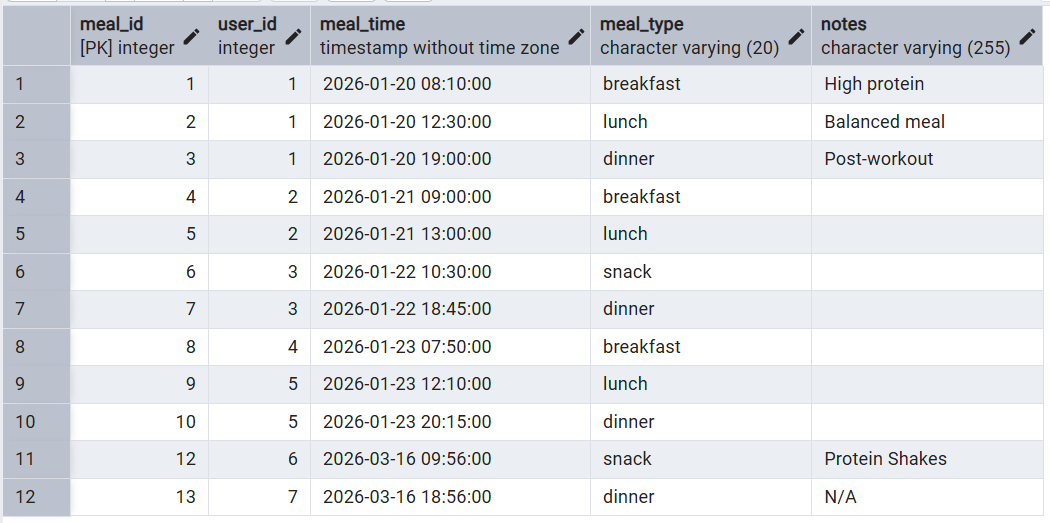 meal_id user_id meal_time meal_type notes
[PK] integer integer timestamp without time zone character varying (20) character varying (255)
1 1 1 2026-01-20 08:10:00 breakfast High protein
2 2 1 2026-01-20 12:30:00 lunch Balanced meal
3 3 1 2026-01-20 19:00:00 dinner Post-workout
4 4 2 2026-01-21 09:00:00 breakfast
5 5 2 2026-01-21 13:00:00 lunch
6 6 3 2026-01-22 10:30:00 snack
7 7 3 2026-01-22 18:45:00 dinner
8 8 4 2026-01-23 07:50:00 breakfast
9 9 5 2026-01-23 12:10:00 lunch
10 10 5 2026-01-23 20:15:00 dinner
11 12 6 2026-03-16 09:56:00 snack Protein Shakes
12 13 7 2026-03-16 18:56:00 dinner N/A